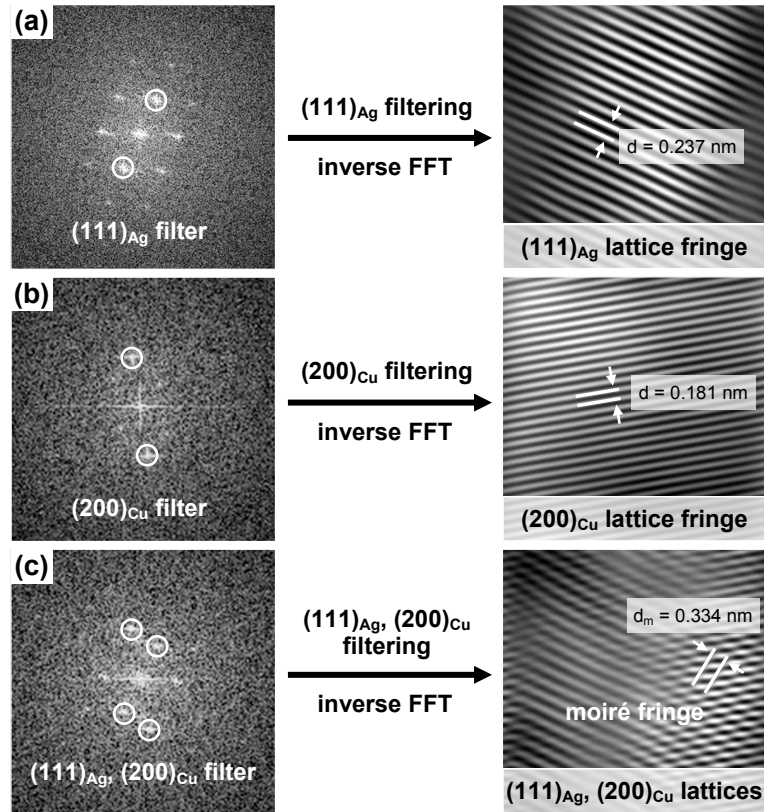 (a)
(111)Ag filter
(111)Ag filtering
inverse FFT
d = 0.237 nm
(111)Ag lattice fringe
(b)
(200)Cu filter
(200)Cu filtering
inverse FFT
d = 0.181 nm
(200)Cu lattice fringe
(c)
(111)Ag, (200)Cu filter
(111)Ag, (200)Cu
filtering
inverse FFT
dm = 0.334 nm
moiré fringe
(111)Ag, (200)Cu lattices